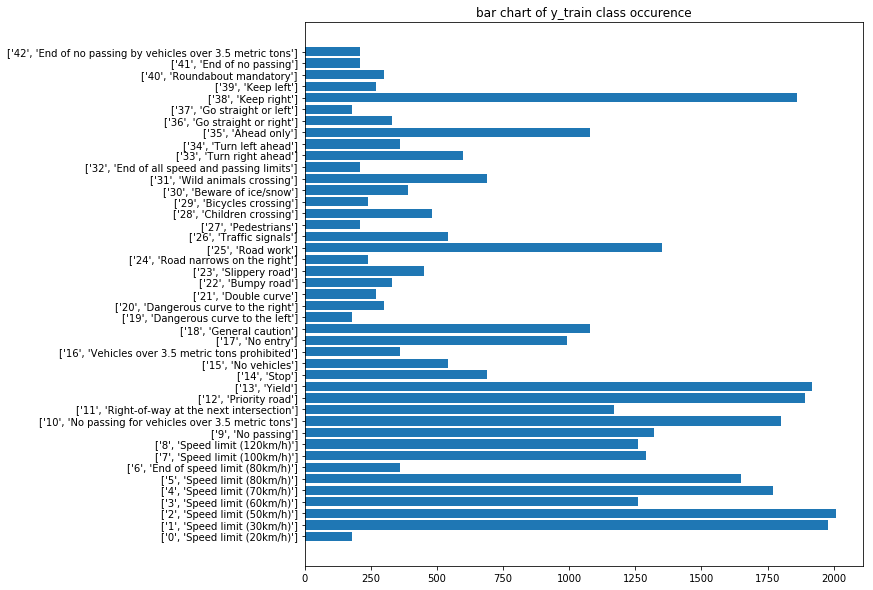 bar chart of y_train class occurence
['42', 'End of no passing by vehicles over 3.5 metric tons']
['41', 'End of no passing']
['40', 'Roundabout mandatory']
['39', 'Keep left']
['38', 'Keep right']
['37', 'Go straight or left']
['36', 'Go straight or right']
['35', 'Ahead only']
['34', 'Turn left ahead']
['33', 'Turn right ahead']
['32', 'End of all speed and passing limits']
['31', 'Wild animals crossing']
['30', 'Beware of ice/snow']
['29', 'Bicycles crossing']
['28', 'Children crossing']
['27', 'Pedestrians']
['26', 'Traffic signals']
['25', 'Road work']
['24', 'Road narrows on the right']
['23', 'Slippery road']
['22', 'Bumpy road']
['21', 'Double curve']
['20', 'Dangerous curve to the right']
['19', 'Dangerous curve to the left']
['18', 'General caution']
['17', 'No entry']
['16', 'Vehicles over 3.5 metric tons prohibited']
['15', 'No vehicles']
['14', 'Stop']
['13', 'Yield']
['12', 'Priority road']
['11', 'Right-of-way at the next intersection']
['10', 'No passing for vehicles over 3.5 metric tons']
['9', 'No passing']
['8', 'Speed limit (120km/h)']
['7', 'Speed limit (100km/h)']
['6', 'End of speed limit (80km/h)']
['5', 'Speed limit (80km/h)']
['4', 'Speed limit (70km/h)']
['3', 'Speed limit (60km/h)']
['2', 'Speed limit (50km/h)']
['1', 'Speed limit (30km/h)']
['0', 'Speed limit (20km/h)']
0 250 500 750 1000 1250 1500 1750 2000